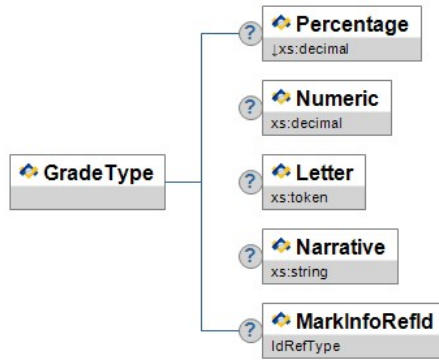 ?
Percentage
↓xs:decimal
?
Numeric
xs:decimal
GradeType
?
Letter
xs:token
?
Narrative
xs:string
?
MarkInfoRefId
IdRefType